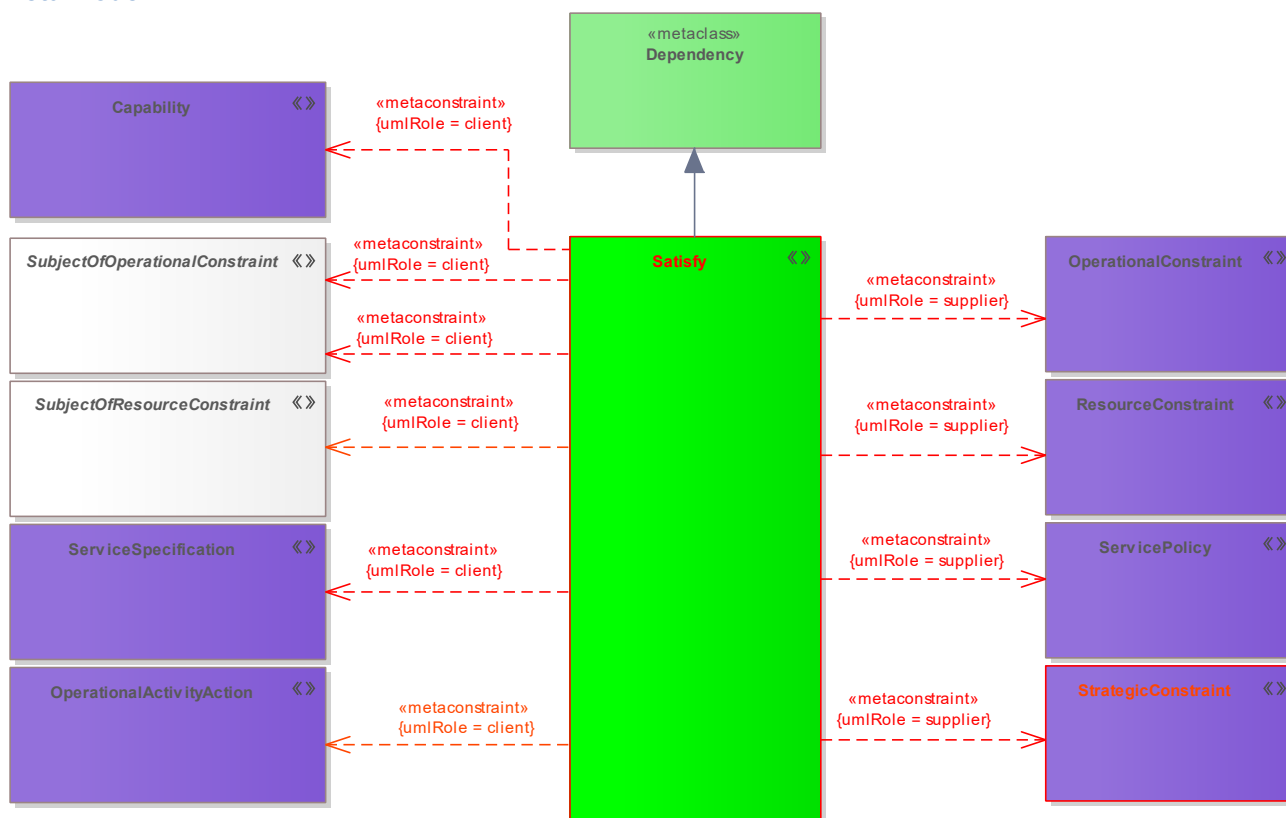 «metaclass»
Dependency
Capability
«metaconstraint»
{umlRole = client}
SubjectOfOperationalConstraint
«metaconstraint»
{umlRole = client}
Satisfy
OperationalConstraint
«metaconstraint»
{umlRole = supplier}
«metaconstraint»
{umlRole = client}
SubjectOfResourceConstraint
«metaconstraint»
{umlRole = client}
ResourceConstraint
«metaconstraint»
{umlRole = supplier}
ServiceSpecification
«metaconstraint»
{umlRole = client}
ServicePolicy
«metaconstraint»
{umlRole = supplier}
OperationalActivityAction
«metaconstraint»
{umlRole = client}
StrategicConstraint
«metaconstraint»
{umlRole = supplier}